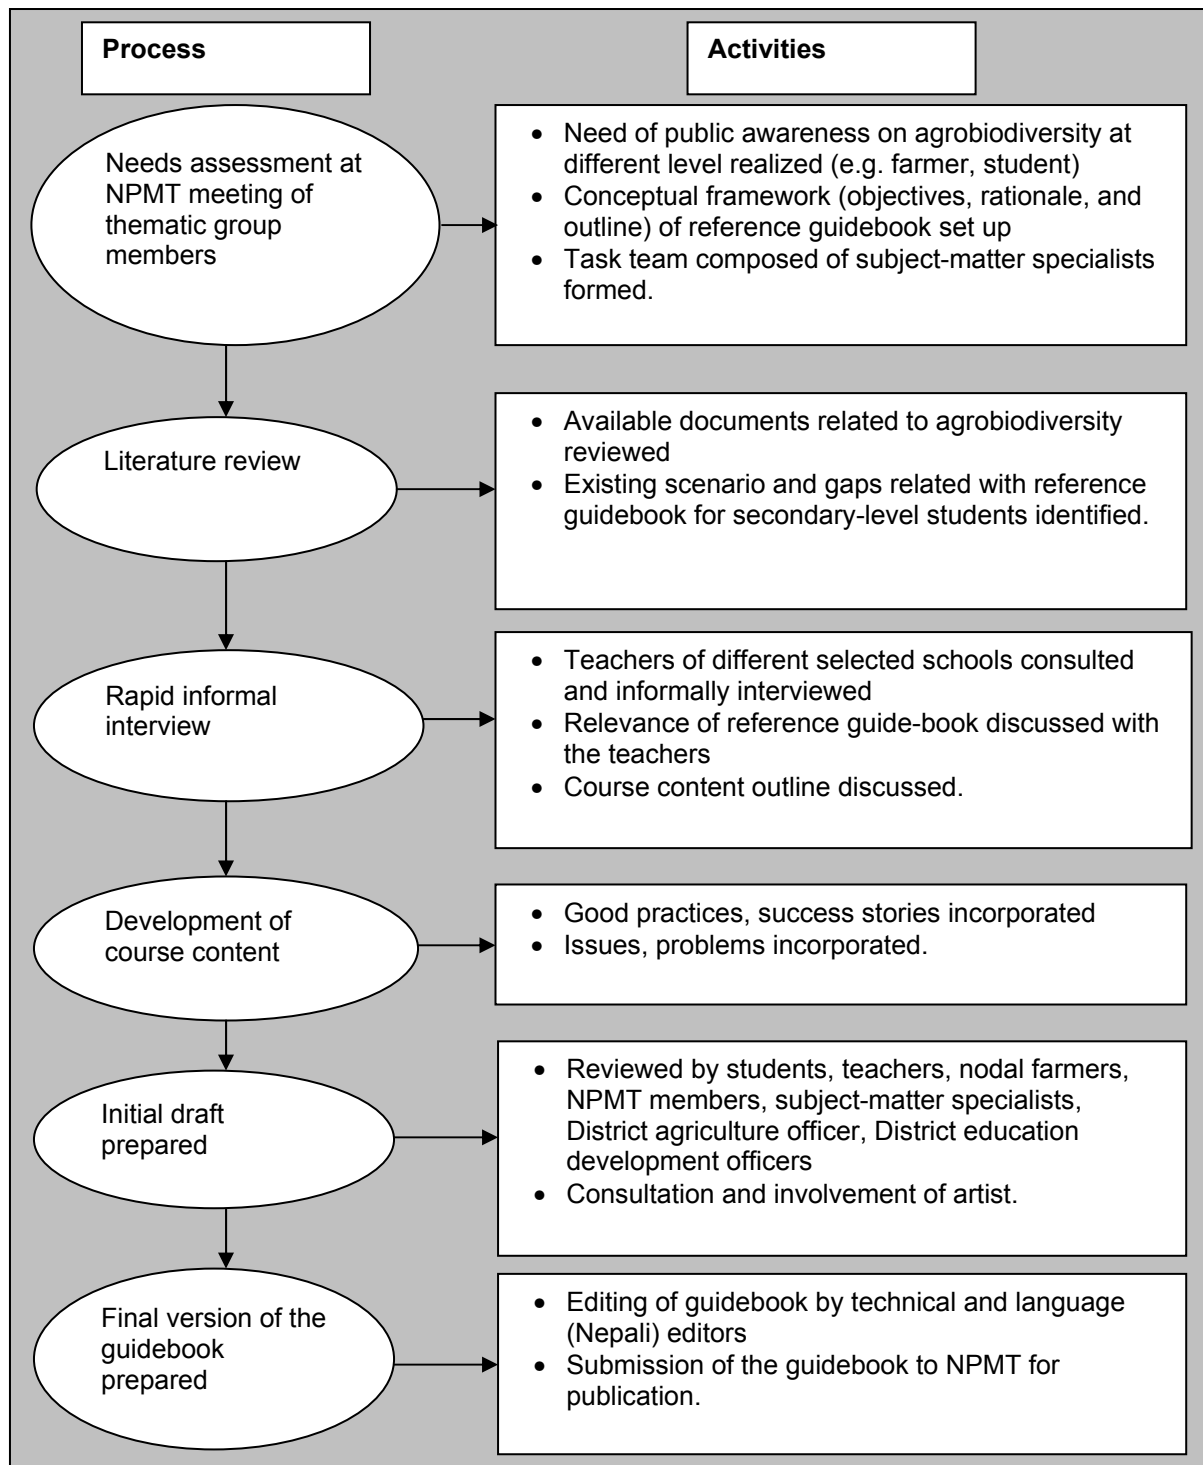 Process
Activities
Needs assessment at
NPMT meeting of
thematic group
members
• Need of public awareness on agrobiodiversity at
different level realized (e.g. farmer, student)
• Conceptual framework (objectives, rationale, and
outline) of reference guidebook set up
• Task team composed of subject-matter specialists
formed.
Literature review
• Available documents related to agrobiodiversity
reviewed
• Existing scenario and gaps related with reference
guidebook for secondary-level students identified.
Rapid informal
interview
• Teachers of different selected schools consulted
and informally interviewed
• Relevance of reference guide-book discussed with
the teachers
• Course content outline discussed.
Development of
course content
• Good practices, success stories incorporated
• Issues, problems incorporated.
Initial draft
prepared
• Reviewed by students, teachers, nodal farmers,
NPMT members, subject-matter specialists,
District agriculture officer, District education
development officers
• Consultation and involvement of artist.
Final version of the
guidebook
prepared
• Editing of guidebook by technical and language
(Nepali) editors
• Submission of the guidebook to NPMT for
publication.